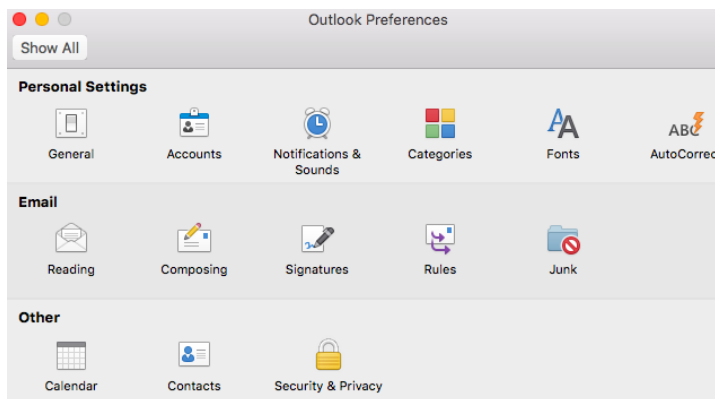 Outlook Preferences
Show All
Personal Settings
General
Accounts
Notifications &
Sounds
Categories
Fonts
ABC
AutoCorrec
AA
Email
Reading
Composing
Signatures
Rules
Junk
Other
Calendar
Contacts
Security & Privacy